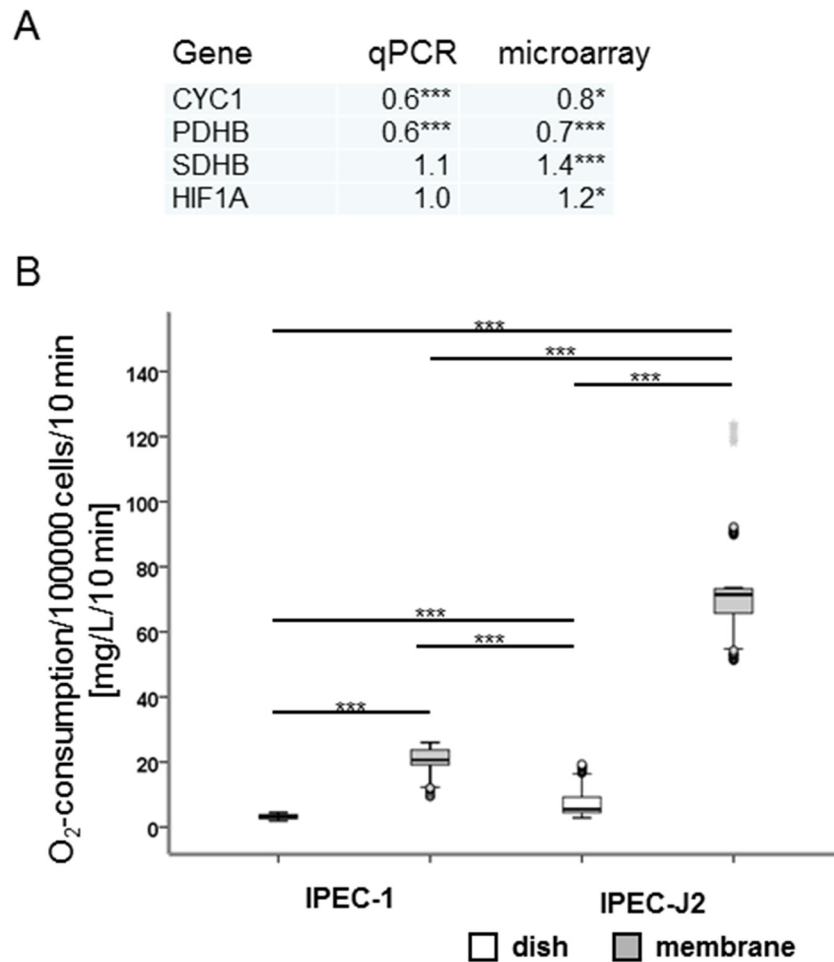 A
Gene qPCR microarray
CYC1 0.6*** 0.8*
PDHB 0.6*** 0.7***
SDHB 1.1 1.4***
HIF1A 1.0 1.2*
B
O₂-consumption/100000 cells/10 min
[mg/L/10 min]
140
120
100
80
60
40
20
0
***
***
***
***
***
***
IPEC-1 IPEC-J2
dish membrane